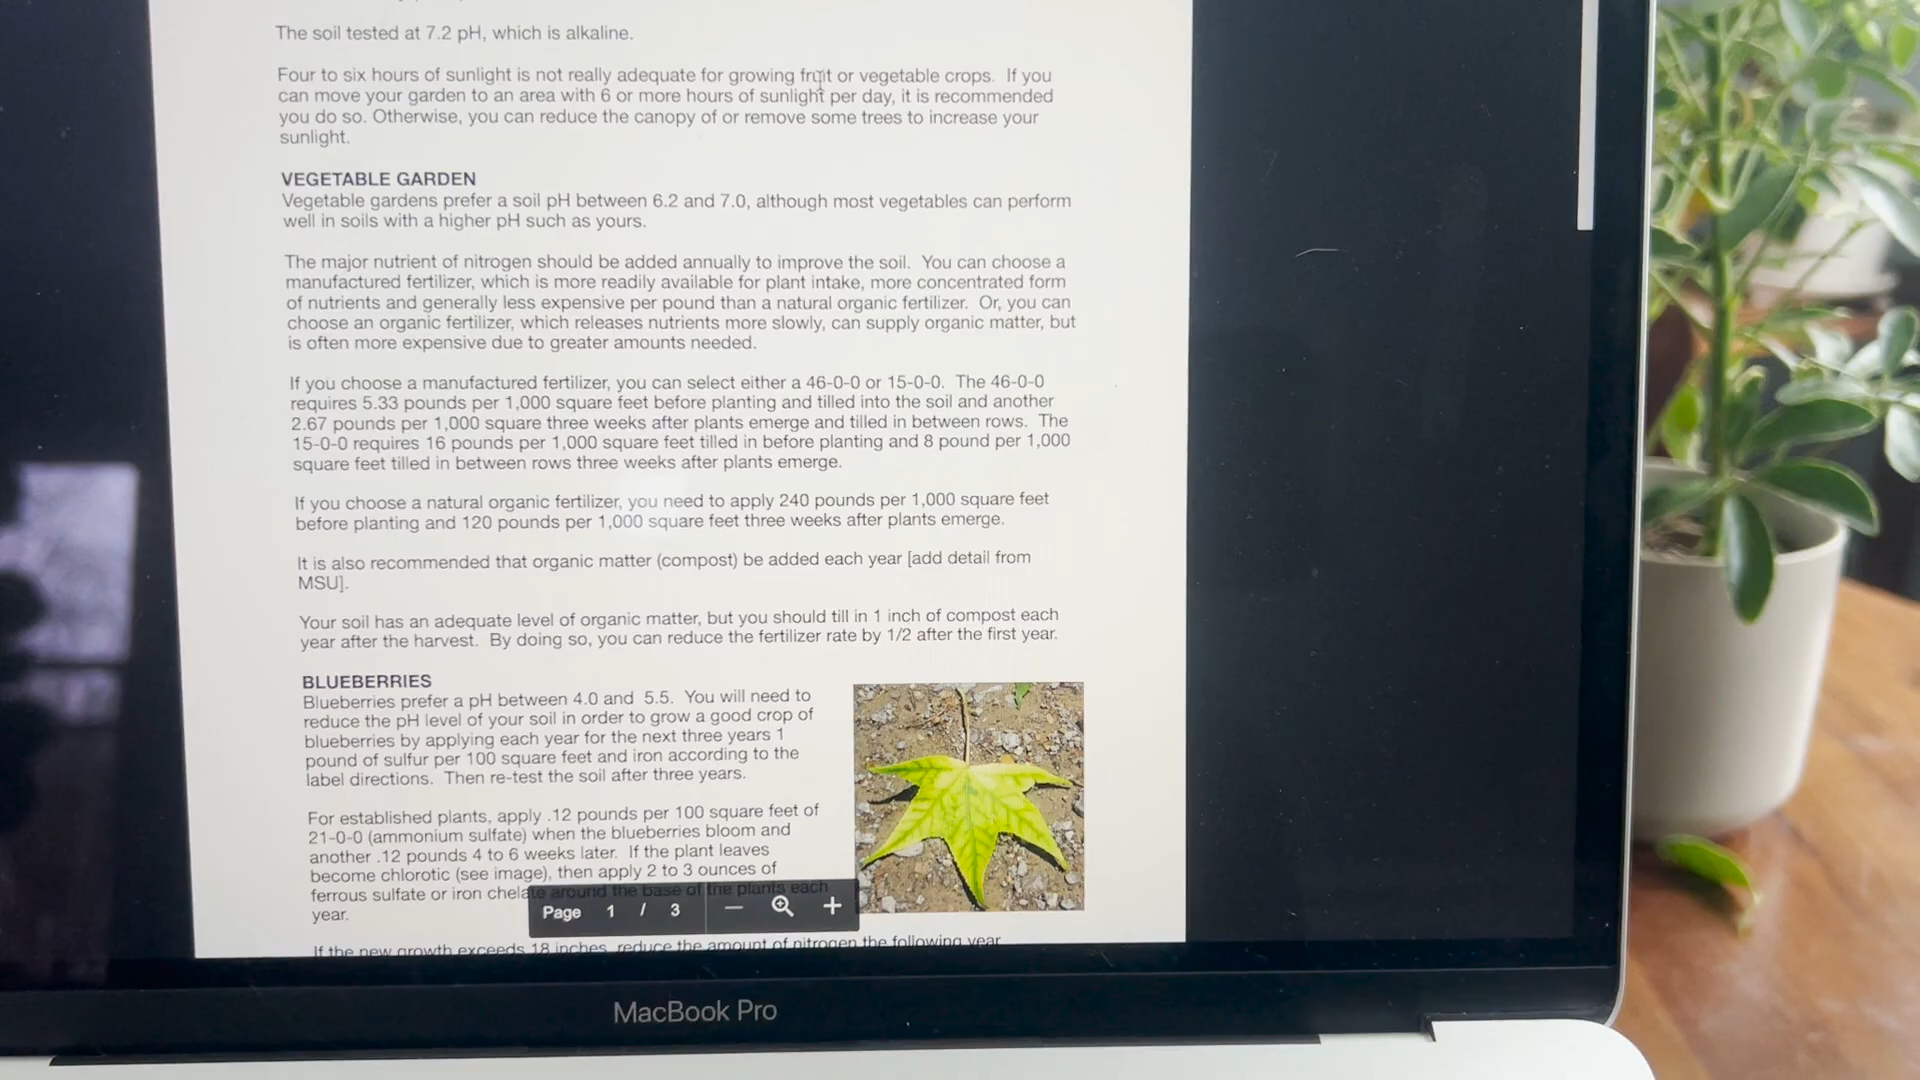 The soil tested at 7.2 pH, which is alkaline.
Four to six hours of sunlight is not really adequate for growing fruit or vegetable crops. If you
can move your garden to an area with 6 or more hours of sunlight per day, it is recommended
you do so. Otherwise, you can reduce the canopy of or remove some trees to increase your
sunlight.
VEGETABLE GARDEN
Vegetable gardens prefer a soil pH between 6.2 and 7.0, although most vegetables can perform
well in soils with a higher pH such as yours.
The major nutrient of nitrogen should be added annually to improve the soil. You can choose a
manufactured fertilizer, which is more readily available for plant intake, more concentrated form
of nutrients and generally less expensive per pound than a natural organic fertilizer. Or, you can
choose an organic fertilizer, which releases nutrients more slowly, can supply organic matter, but
is often more expensive due to greater amounts needed.
If you choose a manufactured fertilizer, you can select either a 46-0-0 or 15-0-0. The 46-0-0
requires 5.33 pounds per 1,000 square feet before planting and tilled into the soil and another
2.67 pounds per 1,000 square three weeks after plants emerge and tilled in between rows. The
15-0-0 requires 16 pounds per 1,000 square feet tilled in before planting and 8 pound per 1,000
square feet tilled in between rows three weeks after plants emerge.
If you choose a natural organic fertilizer, you need to apply 240 pounds per 1,000 square feet
before planting and 120 pounds per 1,000 square feet three weeks after plants emerge.
It is also recommended that organic matter (compost) be added each year [add detail from
MSU].
Your soil has an adequate level of organic matter, but you should till in 1 inch of compost each
year after the harvest. By doing so, you can reduce the fertilizer rate by 1/2 after the first year.
BLUEBERRIES
Blueberries prefer a pH between 4.0 and 5.5. You will need to
reduce the pH level of your soil in order to grow a good crop of
blueberries by applying each year for the next three years 1
pound of sulfur per 100 square feet and iron according to the
label directions. Then re-test the soil after three years.
For established plants, apply .12 pounds per 100 square feet of
21-0-0 (ammonium sulfate) when the blueberries bloom and
another .12 pounds 4 to 6 weeks later. If the plant leaves
become chlorotic (see image), then apply 2 to 3 ounces of
ferrous sulfate or iron chelate around the base of the plants each
year.
Page 1 / 3
If the new growth exceeds 18 inches, reduce the amount of nitrogen the following year
MacBook Pro